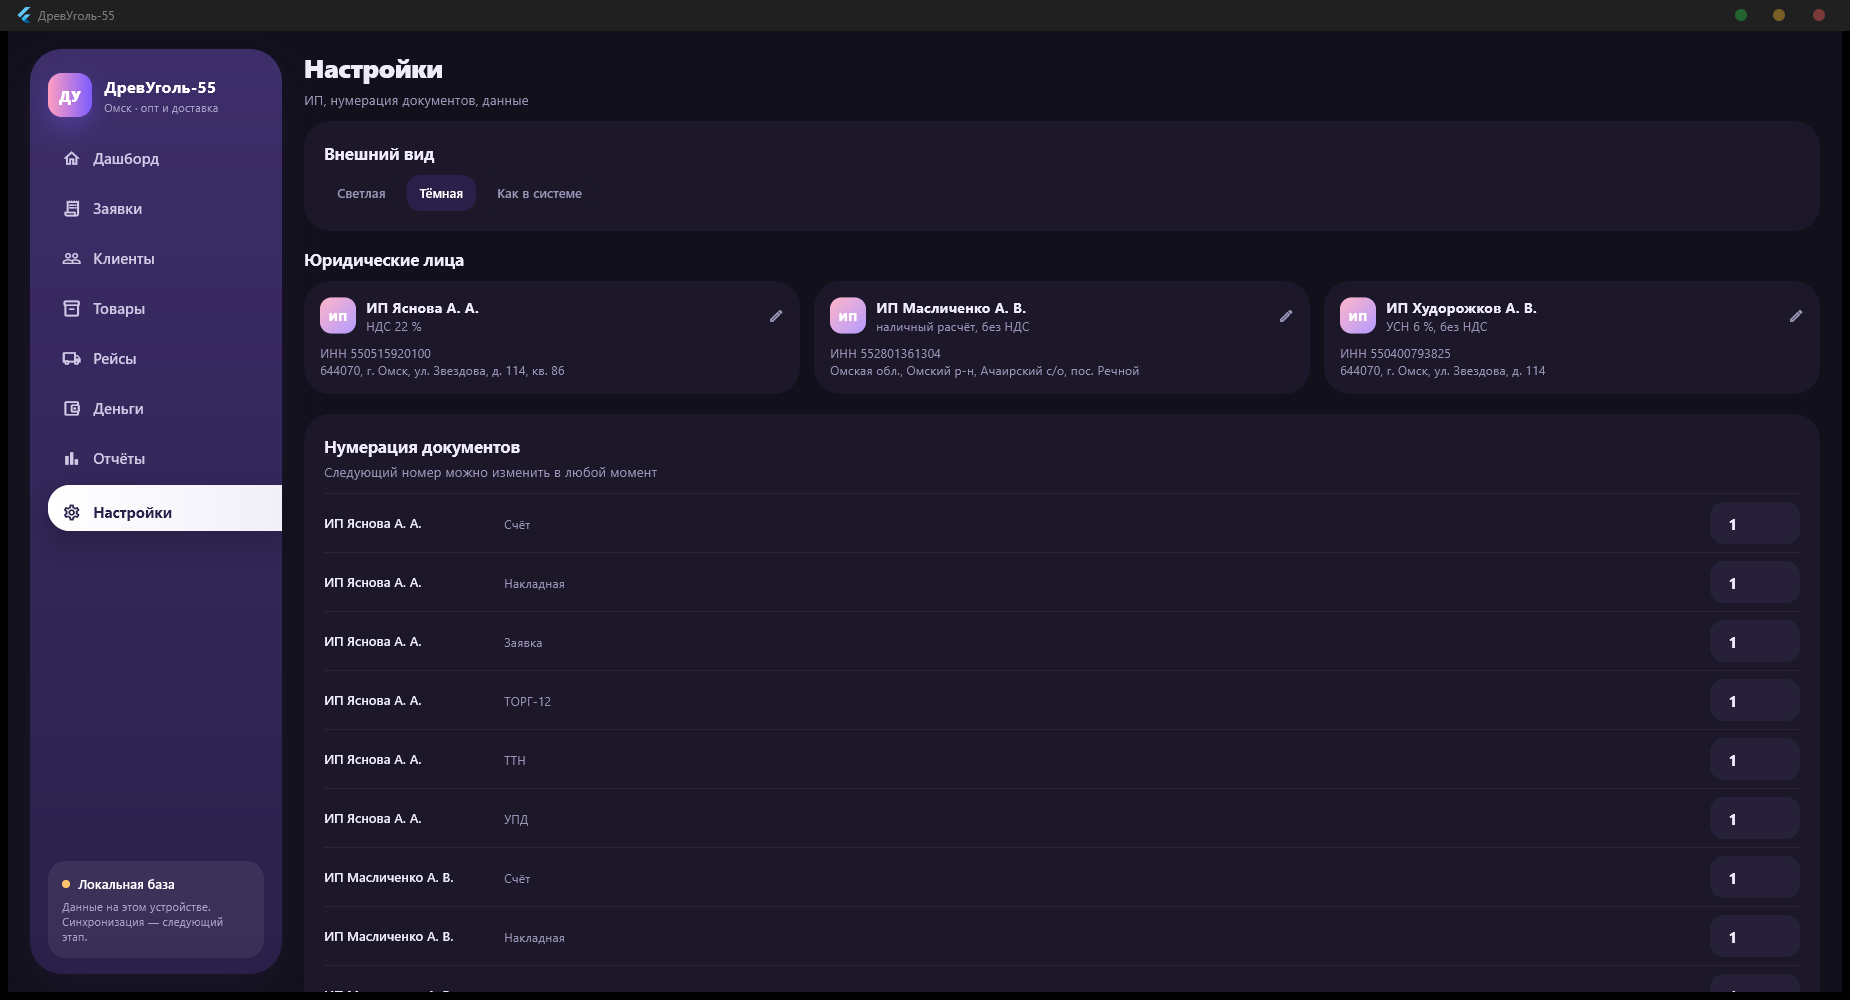 ДревУголь-55
ДУ
ДревУголь-55
Омск · опт и доставка
Дашборд
Заявки
Клиенты
Товары
Рейсы
Деньги
Отчёты
Настройки
Локальная база
Данные на этом устройстве.
Синхронизация — следующий
этап.
Настройки
ИП, нумерация документов, данные
Внешний вид
Светлая
Тёмная
Как в системе
Юридические лица
ИП
ИП Яснова А. А.
НДС 22 %
ИНН 550515920100
644070, г. Омск, ул. Звездова, д. 114, кв. 86
ИП
ИП Масличенко А. В.
наличный расчёт, без НДС
ИНН 552801361304
Омская обл., Омский р-н, Ачаирский с/о, пос. Речной
ИП
ИП Худорожков А. В.
УСН 6 %, без НДС
ИНН 550400793825
644070, г. Омск, ул. Звездова, д. 114
Нумерация документов
Следующий номер можно изменить в любой момент
ИП Яснова А. А. Счёт 1
ИП Яснова А. А. Накладная 1
ИП Яснова А. А. Заявка 1
ИП Яснова А. А. ТОРГ-12 1
ИП Яснова А. А. ТТН 1
ИП Яснова А. А. УПД 1
ИП Масличенко А. В. Счёт 1
ИП Масличенко А. В. Накладная 1